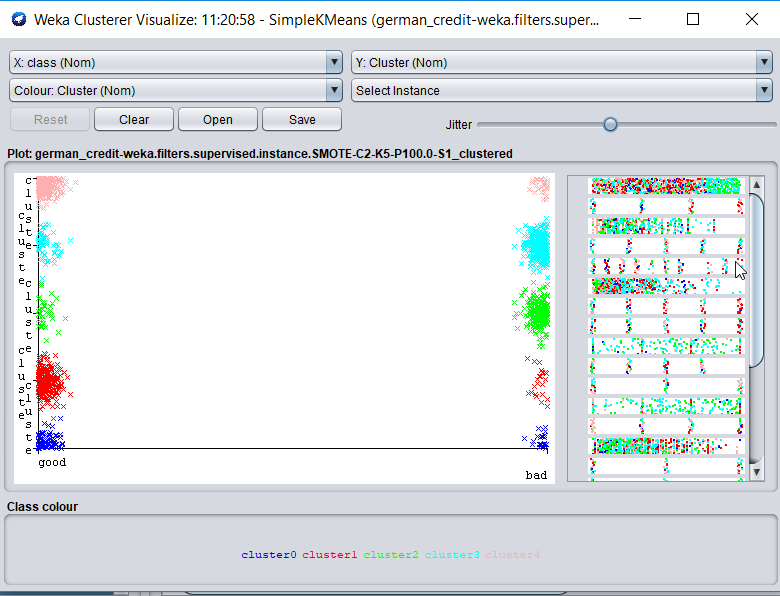 Weka Clusterer Visualize: 11:20:58 - SimpleKMeans (german_credit-weka.filters.super...
X: class (Nom)
Y: Cluster (Nom)
Colour: Cluster (Nom)
Select Instance
Reset
Clear
Open
Save
Jitter
Plot: german_credit-weka.filters.supervised.instance.SMOTE-C2-K5-P100.0-S1_clustered
good
bad
Class colour
cluster0 cluster1 cluster2 cluster3 cluster4